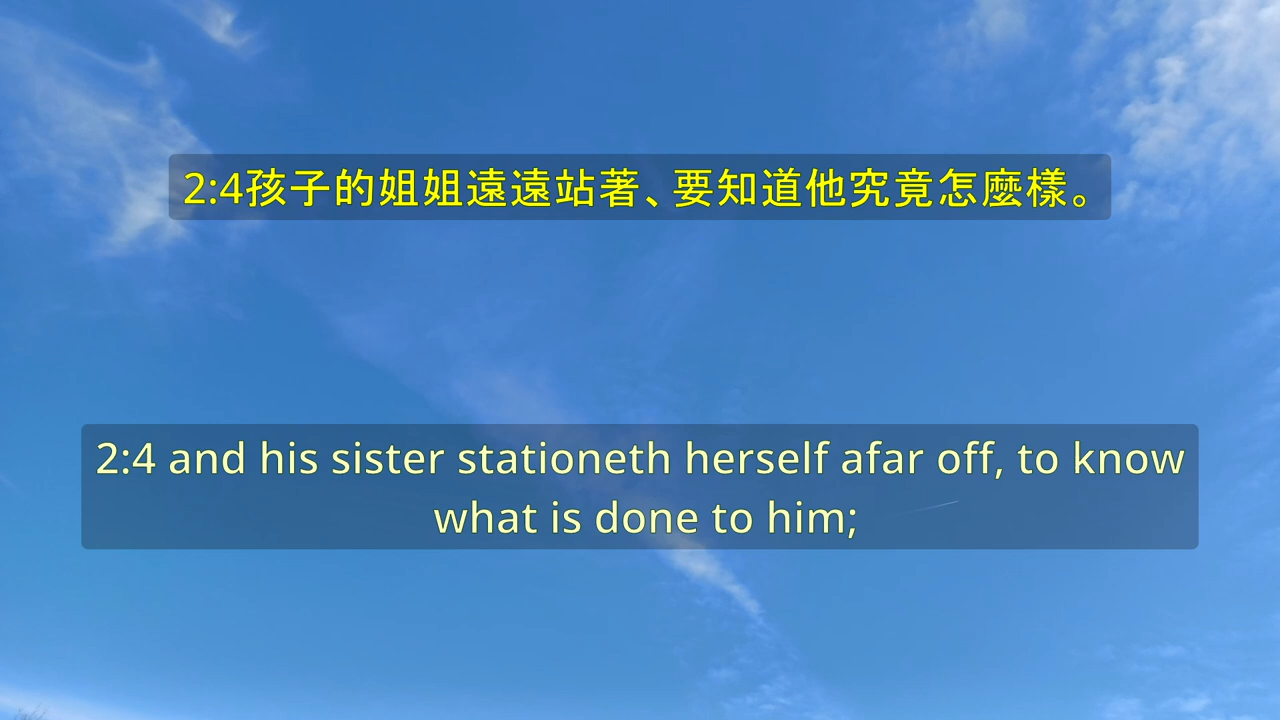 2:4孩子的姐姐遠遠站著、要知道他究竟怎麼樣。
2:4 and his sister stationeth herself afar off, to know
what is done to him;